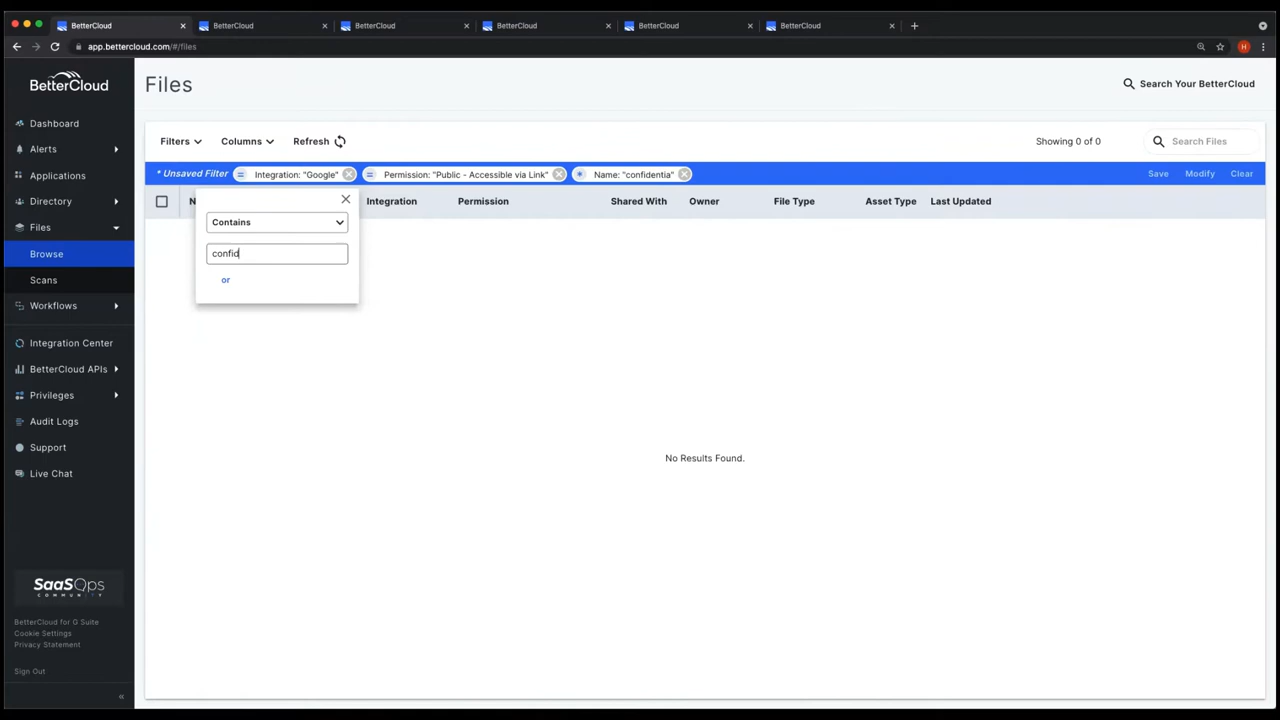 BetterCloud
BetterCloud
BetterCloud
BetterCloud
BetterCloud
BetterCloud
app.bettercloud.com/#/files
H
BetterCloud
Dashboard
Alerts
Applications
Directory
Files
Browse
Scans
Workflows
Integration Center
BetterCloud APIs
Privileges
Audit Logs
Support
Live Chat
SaaSOps
COMMUNITY
BetterCloud for G Suite
Cookie Settings
Privacy Statement
Sign Out
«
Files
Search Your BetterCloud
Filters
Columns
Refresh
Showing 0 of 0
Search Files
* Unsaved Filter
Integration: "Google"
Permission: "Public - Accessible via Link"
Name: "confidentia"
Save
Modify
Clear
N
Integration
Permission
Shared With
Owner
File Type
Asset Type
Last Updated
Contains
confid
or
No Results Found.